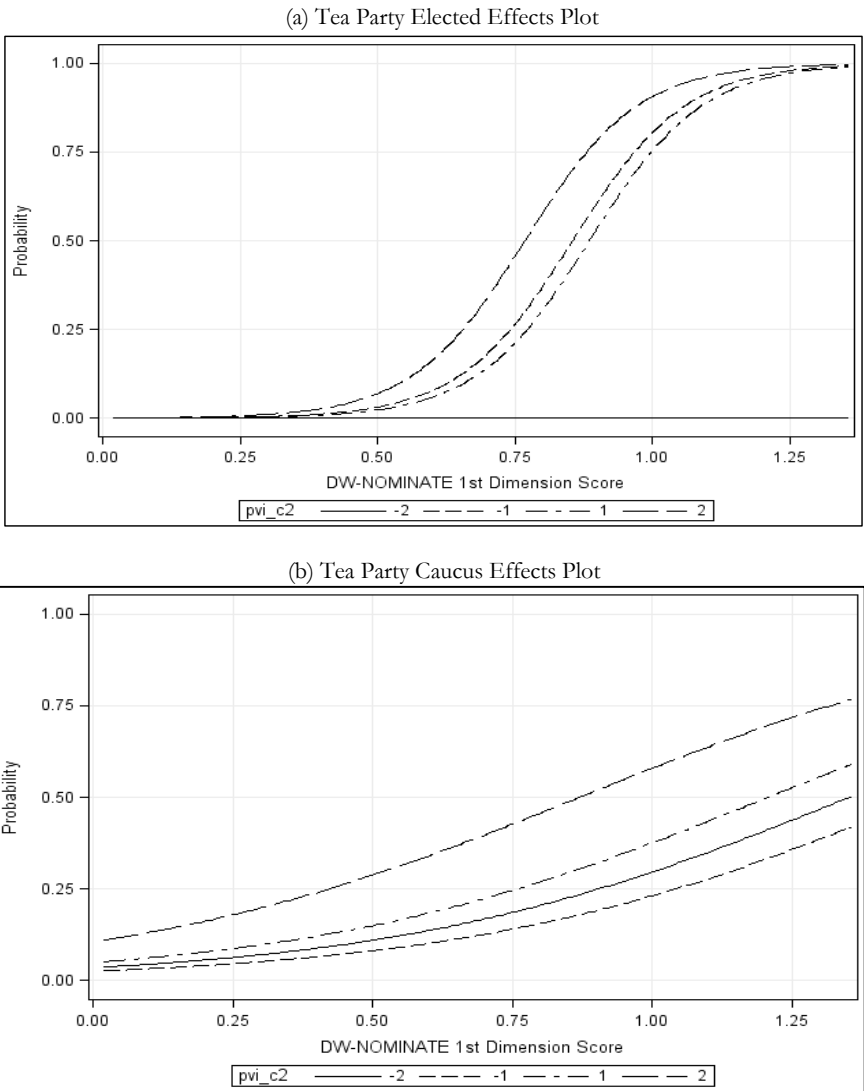 (a) Tea Party Elected Effects Plot
1.00
0.75
0.50
0.25
0.00
Probability
0.00 0.25 0.50 0.75 1.00 1.25
DW-NOMINATE 1st Dimension Score
pvi_c2 -2 -1 1 2
(b) Tea Party Caucus Effects Plot
1.00
0.75
0.50
0.25
0.00
Probability
0.00 0.25 0.50 0.75 1.00 1.25
DW-NOMINATE 1st Dimension Score
pvi_c2 -2 -1 1 2